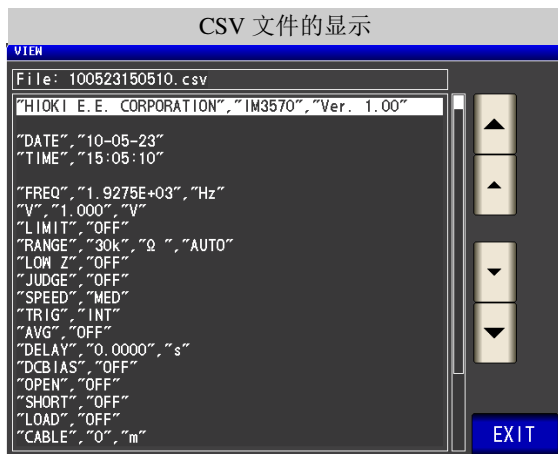 CSV 文件的显示
VIEW
File: 100523150510.csv
"HIOKI E.E. CORPORATION","IM3570","Ver. 1.00"
"DATE","10-05-23"
"TIME","15:05:10"
"FREQ","1.9275E+03","Hz"
"V","1.000","V"
"LIMIT","OFF"
"RANGE","30k","Ω ","AUTO"
"LOW Z","OFF"
"JUDGE","OFF"
"SPEED","MED"
"TRIG","INT"
"AVG","OFF"
"DELAY","0.0000","s"
"DCBIAS","OFF"
"OPEN","OFF"
"SHORT","OFF"
"LOAD","OFF"
"CABLE","0","m"
EXIT